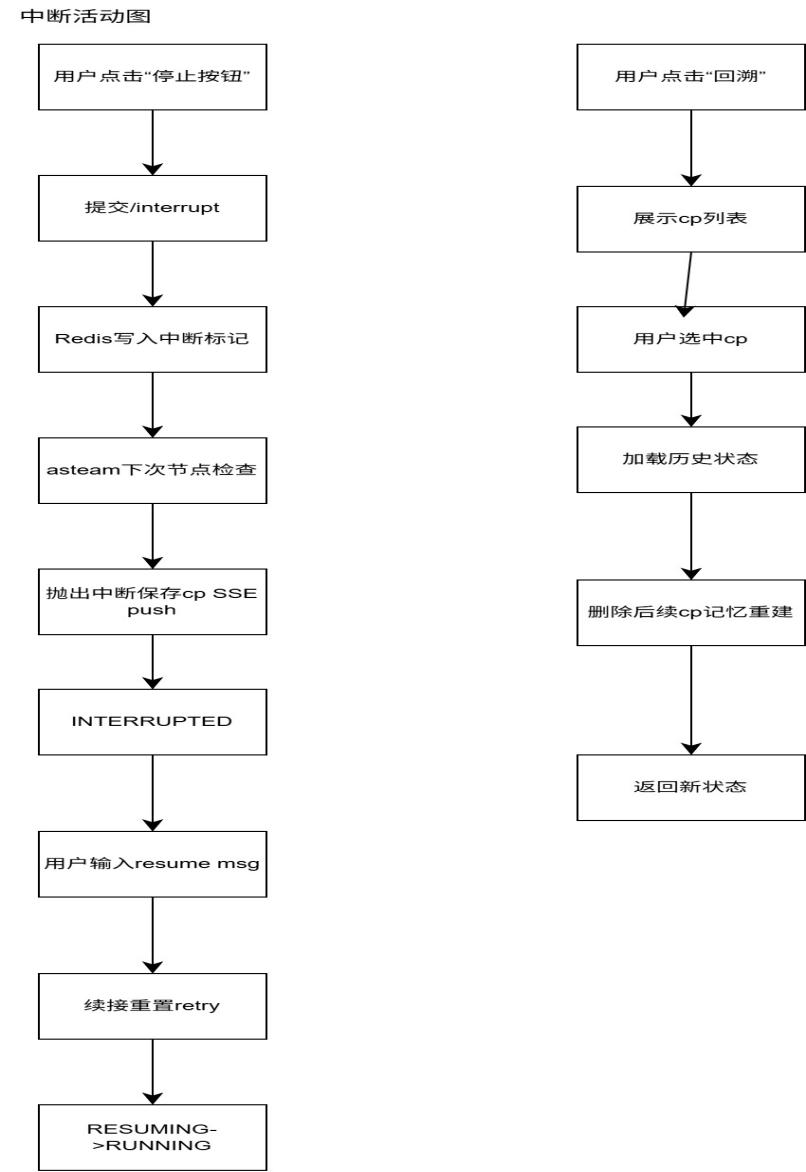 中断活动图
用户点击“停止按钮”
提交/interrupt
Redis写入中断标记
asteam下次节点检查
抛出中断保存cp SSE
push
INTERRUPTED
用户输入resume msg
续接重置retry
RESUMING-
>RUNNING
用户点击“回溯”
展示cp列表
用户选中cp
加载历史状态
删除后续cp记忆重建
返回新状态